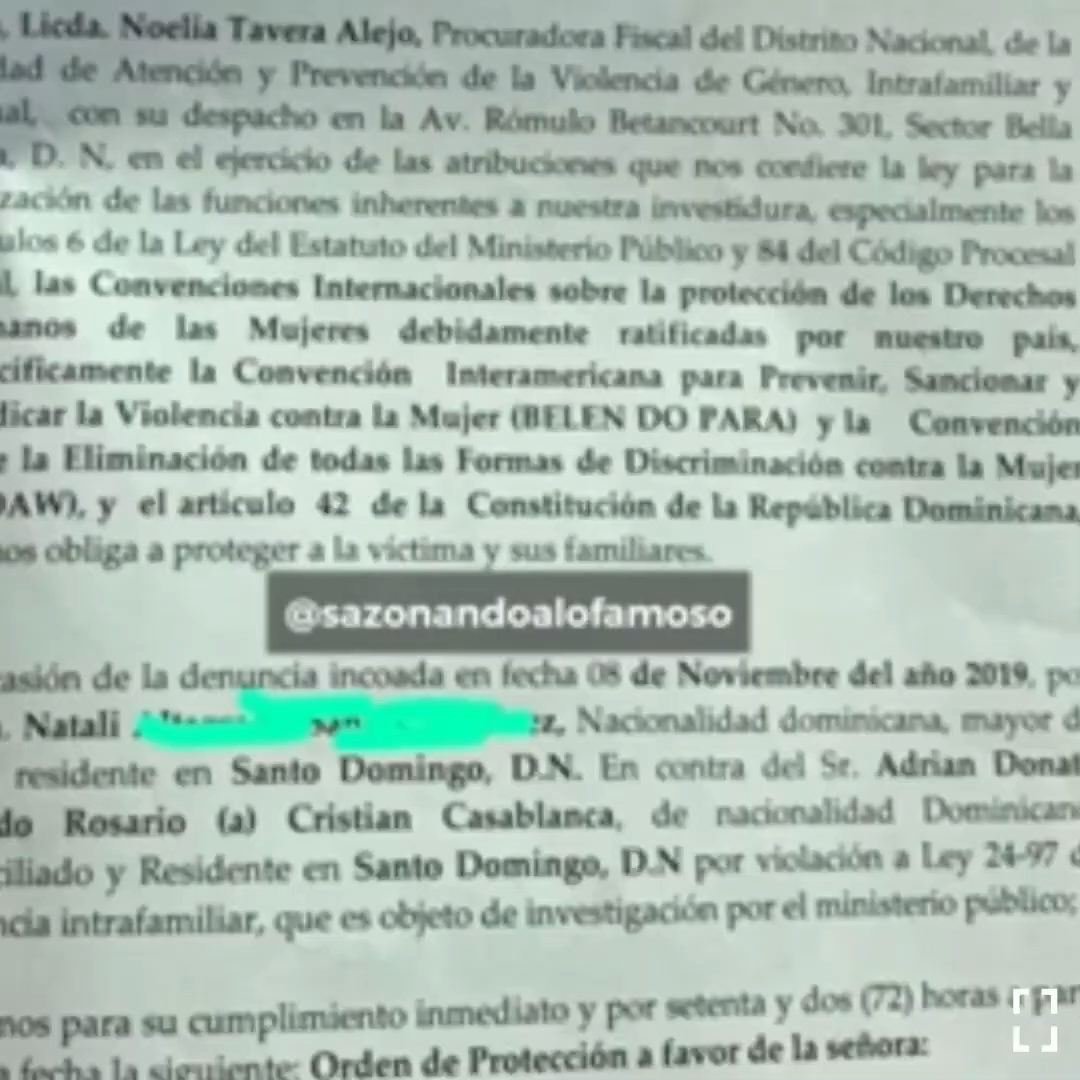 Licda. Noelia Tavera Alejo, Procuradora Fiscal del Distrito Nacional, de la
dad de Atención y Prevención de la Violencia de Género, Intrafamiliar y
al, con su despacho en la Av. Rómulo Betancourt No. 301, Sector Bella
a, D. N, en el ejercicio de las atribuciones que nos confiere la ley para la
zación de las funciones inherentes a nuestra investidura, especialmente los
ulos 6 de la Ley del Estatuto del Ministerio Público y 84 del Código Procesal
l, las Convenciones Internacionales sobre la protección de los Derechos
anos de las Mujeres debidamente ratificadas por nuestro país,
cificamente la Convención Interamericana para Prevenir, Sancionar y
dicar la Violencia contra la Mujer (BELEN DO PARA) y la Convención
e la Eliminación de todas las Formas de Discriminación contra la Mujer
DAW), y el artículo 42 de la Constitución de la República Dominicana,
nos obliga a proteger a la víctima y sus familiares.
@sazonandoalofamoso
asión de la denuncia incoada en fecha 08 de Noviembre del año 2019, po
. Natali ez, Nacionalidad dominicana, mayor d
residente en Santo Domingo, D.N. En contra del Sr. Adrian Donat
do Rosario (a) Cristian Casablanca, de nacionalidad Dominican
ciliado y Residente en Santo Domingo, D.N por violación a Ley 24-97 d
ncia intrafamiliar, que es objeto de investigación por el ministerio público;
nos para su cumplimiento inmediato y por setenta y dos (72) horas a par
a fecha la siguiente: Orden de Protección a favor de la señora: